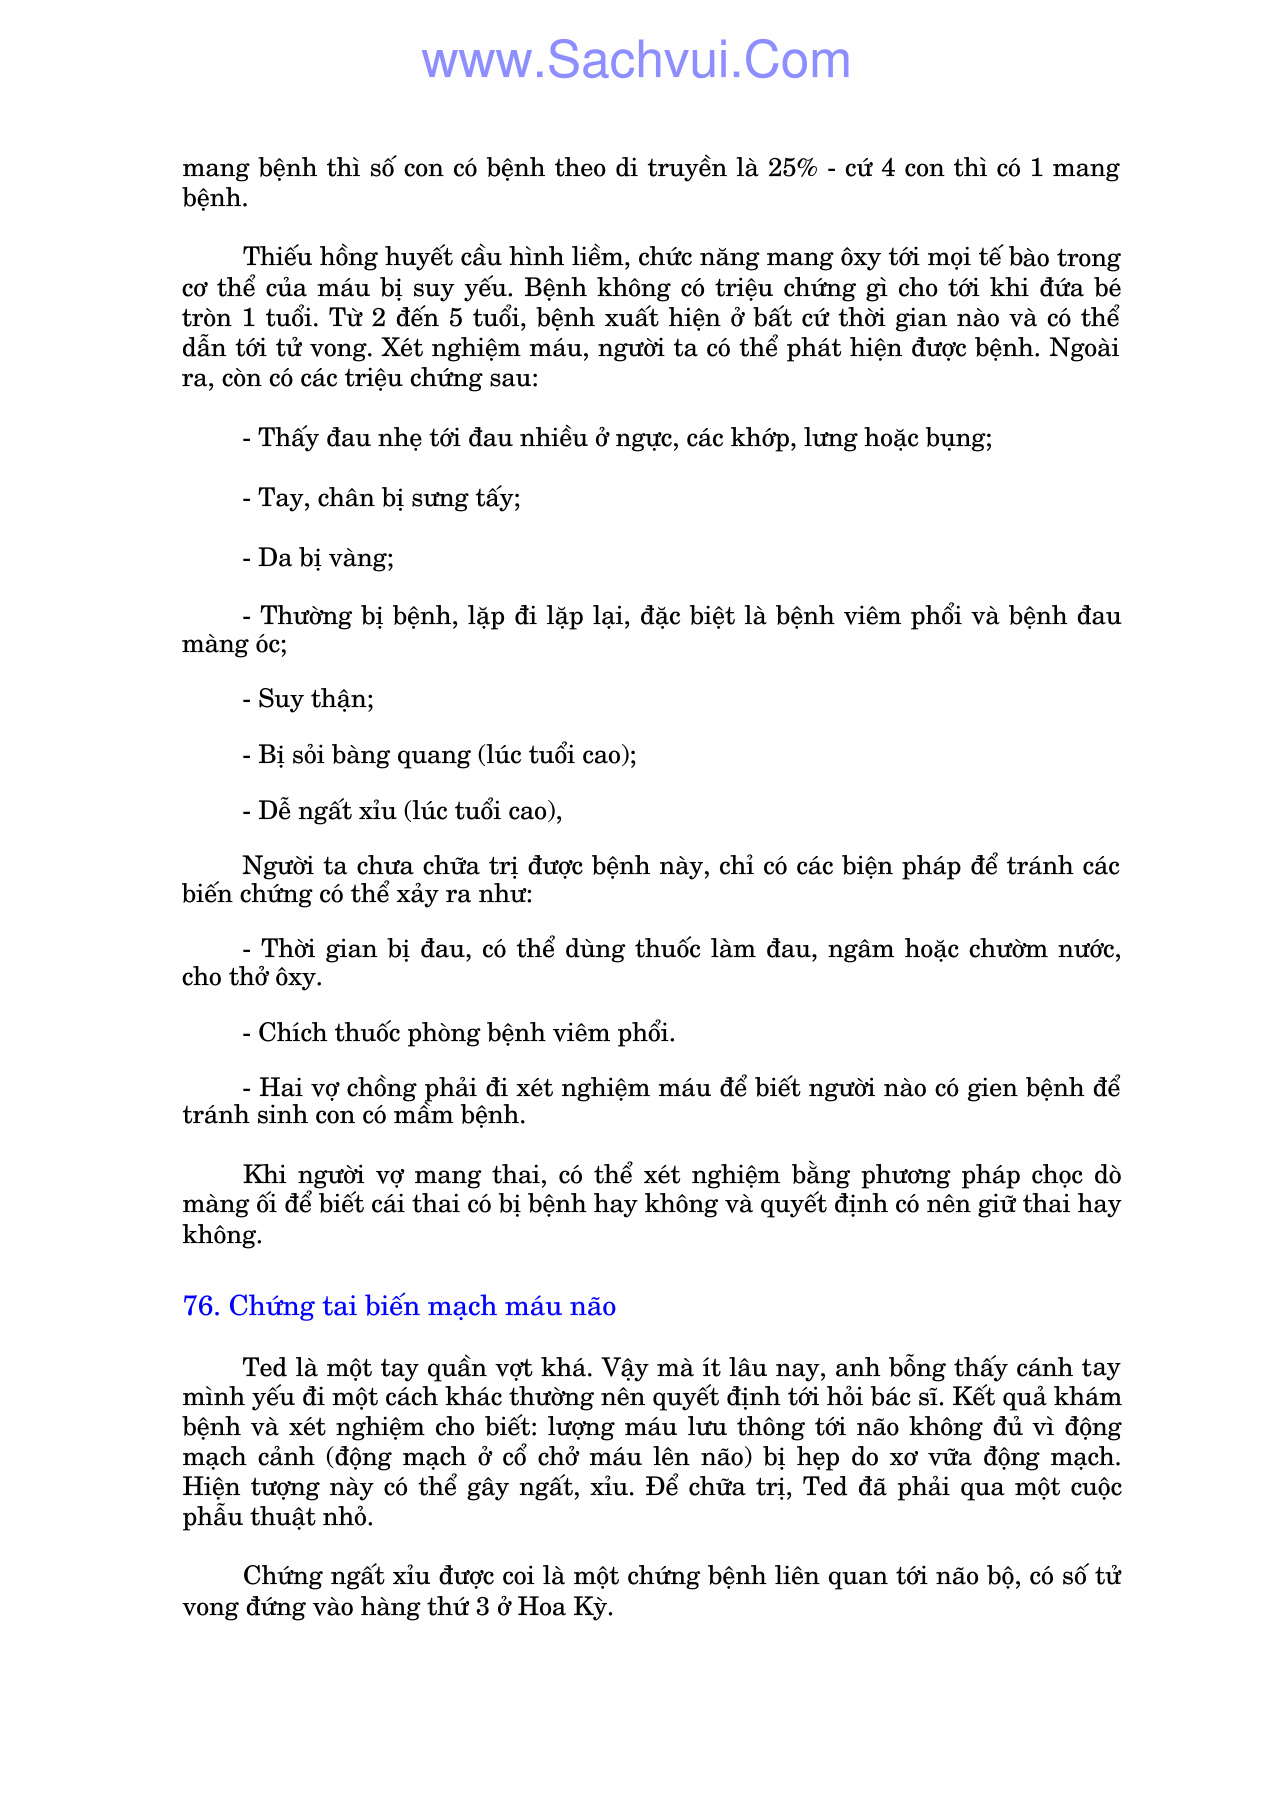 www.Sachvui.Com
mang bệnh thì số con có bệnh theo di truyền là 25% - cứ 4 con thì có 1 mang
bệnh.
Thiếu hồng huyết cầu hình liềm, chức năng mang ôxy tới mọi tế bào trong
cơ thể của máu bị suy yếu. Bệnh không có triệu chứng gì cho tới khi đứa bé
tròn 1 tuổi. Từ 2 đến 5 tuổi, bệnh xuất hiện ở bất cứ thời gian nào và có thể
dẫn tới tử vong. Xét nghiệm máu, người ta có thể phát hiện được bệnh. Ngoài
ra, còn có các triệu chứng sau:
- Thấy đau nhẹ tới đau nhiều ở ngực, các khớp, lưng hoặc bụng;
- Tay, chân bị sưng tấy;
- Da bị vàng;
- Thường bị bệnh, lặp đi lặp lại, đặc biệt là bệnh viêm phổi và bệnh đau
màng óc;
- Suy thận;
- Bị sỏi bàng quang (lúc tuổi cao);
- Dễ ngất xỉu (lúc tuổi cao),
Người ta chưa chữa trị được bệnh này, chỉ có các biện pháp để tránh các
biến chứng có thể xảy ra như:
- Thời gian bị đau, có thể dùng thuốc làm đau, ngâm hoặc chườm nước,
cho thở ôxy.
- Chích thuốc phòng bệnh viêm phổi.
- Hai vợ chồng phải đi xét nghiệm máu để biết người nào có gien bệnh để
tránh sinh con có mầm bệnh.
Khi người vợ mang thai, có thể xét nghiệm bằng phương pháp chọc dò
màng ối để biết cái thai có bị bệnh hay không và quyết định có nên giữ thai hay
không.
76. Chứng tai biến mạch máu não
Ted là một tay quần vợt khá. Vậy mà ít lâu nay, anh bỗng thấy cánh tay
mình yếu đi một cách khác thường nên quyết định tới hỏi bác sĩ. Kết quả khám
bệnh và xét nghiệm cho biết: lượng máu lưu thông tới não không đủ vì động
mạch cảnh (động mạch ở cổ chở máu lên não) bị hẹp do xơ vữa động mạch.
Hiện tượng này có thể gây ngất, xỉu. Để chữa trị, Ted đã phải qua một cuộc
phẫu thuật nhỏ.
Chứng ngất xỉu được coi là một chứng bệnh liên quan tới não bộ, có số tử
vong đứng vào hàng thứ 3 ở Hoa Kỳ.